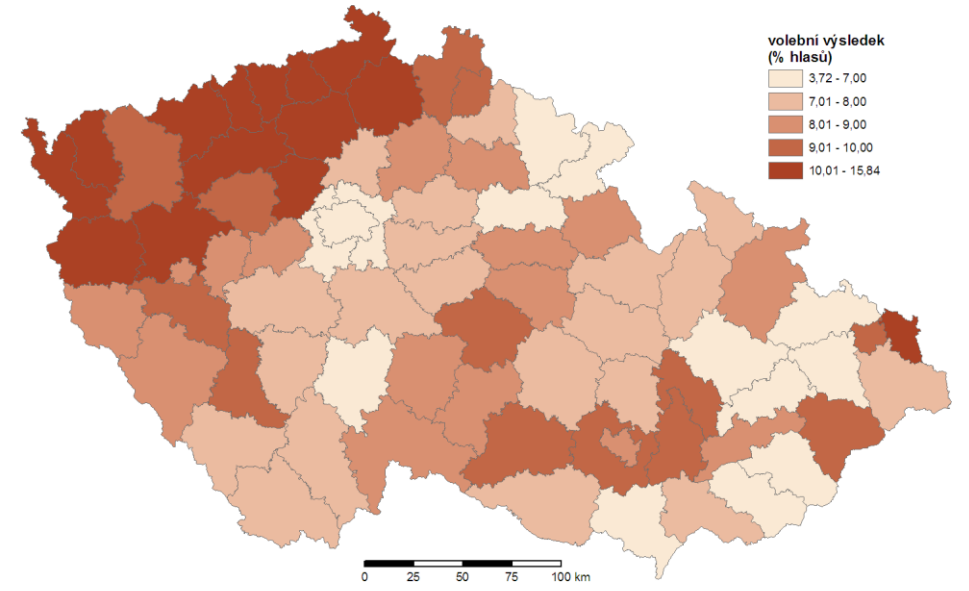 volební výsledek
(% hlasů)
3,72 - 7,00
7,01 - 8,00
8,01 - 9,00
9,01 - 10,00
10,01 - 15,84
0 25 50 75 100 km